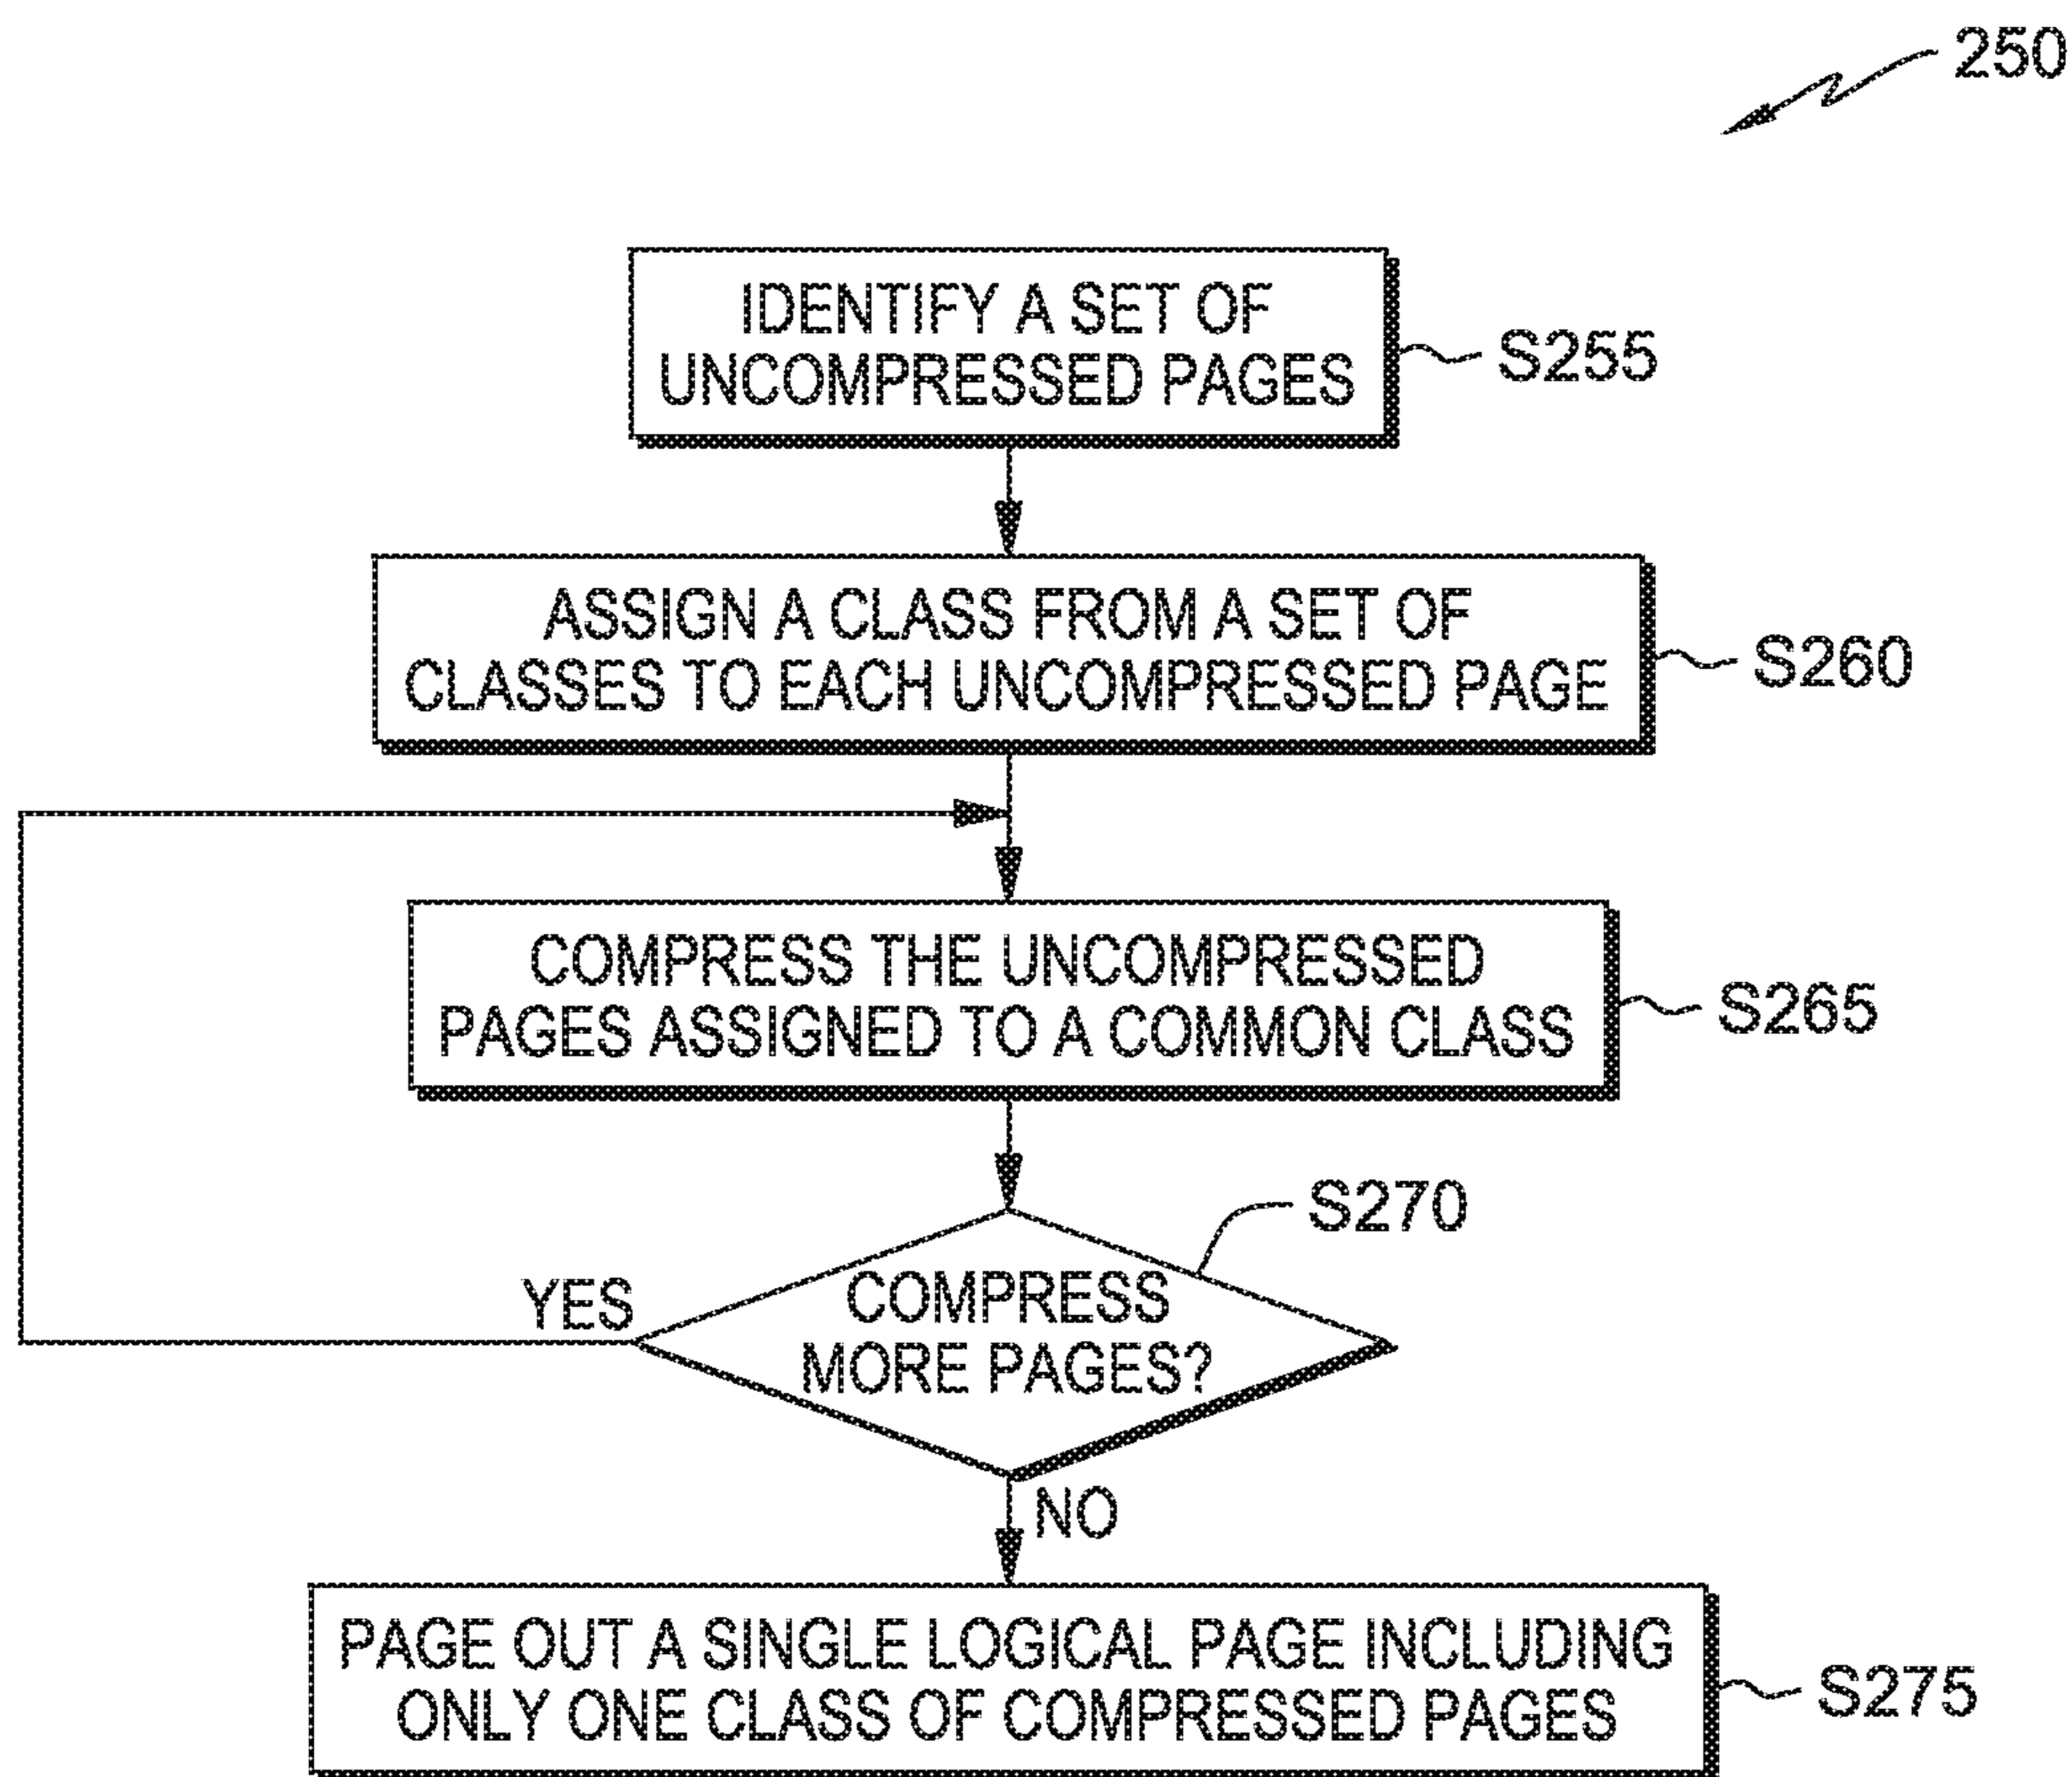 250
IDENTIFY A SET OF
UNCOMPRESSED PAGES
S255
ASSIGN A CLASS FROM A SET OF
CLASSES TO EACH UNCOMPRESSED PAGE
S260
COMPRESS THE UNCOMPRESSED
PAGES ASSIGNED TO A COMMON CLASS
S265
S270
YES
COMPRESS
MORE PAGES?
NO
PAGE OUT A SINGLE LOGICAL PAGE INCLUDING
ONLY ONE CLASS OF COMPRESSED PAGES
S275